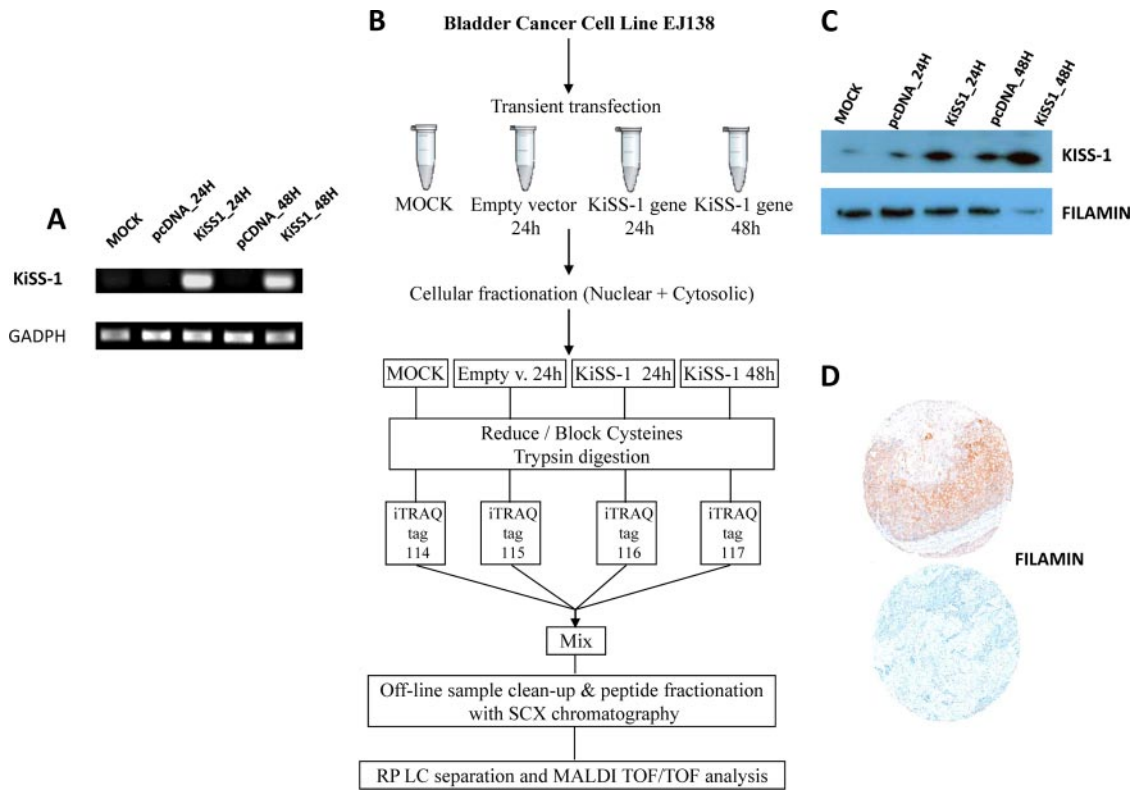 A
MOCK
pcDNA_24H
KiSS1_24H
pcDNA_48H
KiSS1_48H
KiSS-1
GADPH
B
Bladder Cancer Cell Line EJ138
Transient transfection
MOCK
Empty vector
24h
KiSS-1 gene
24h
KiSS-1 gene
48h
Cellular fractionation (Nuclear + Cytosolic)
MOCK
Empty v. 24h
KiSS-1 24h
KiSS-1 48h
Reduce / Block Cysteines
Trypsin digestion
iTRAQ
tag
114
iTRAQ
tag
115
iTRAQ
tag
116
iTRAQ
tag
117
Mix
Off-line sample clean-up & peptide fractionation
with SCX chromatography
RP LC separation and MALDI TOF/TOF analysis
C
MOCK
pcDNA_24H
KiSS1_24H
pcDNA_48H
KiSS1_48H
KISS-1
FILAMIN
D
FILAMIN